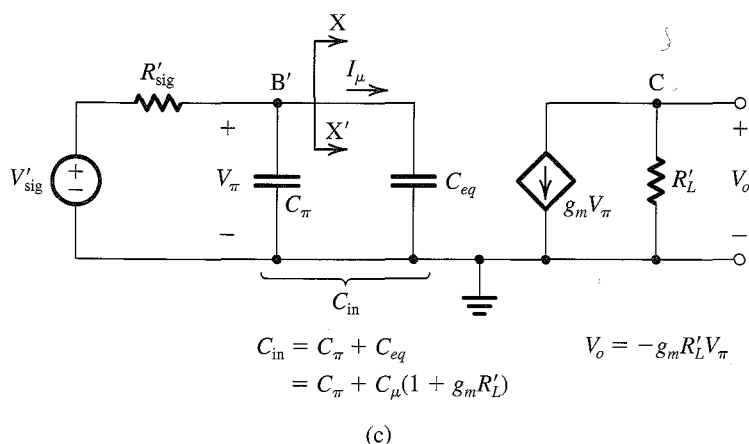 X
R'sig
B'
Iμ
C
+
+
X'
V'sig
+
−
Vπ
Cπ
Ceq
gmVπ
R'L
Vo
−
−
Cin
Cin = Cπ + Ceq
Vo = −gmR'LVπ
= Cπ + Cμ(1 + gmR'L)
(c)